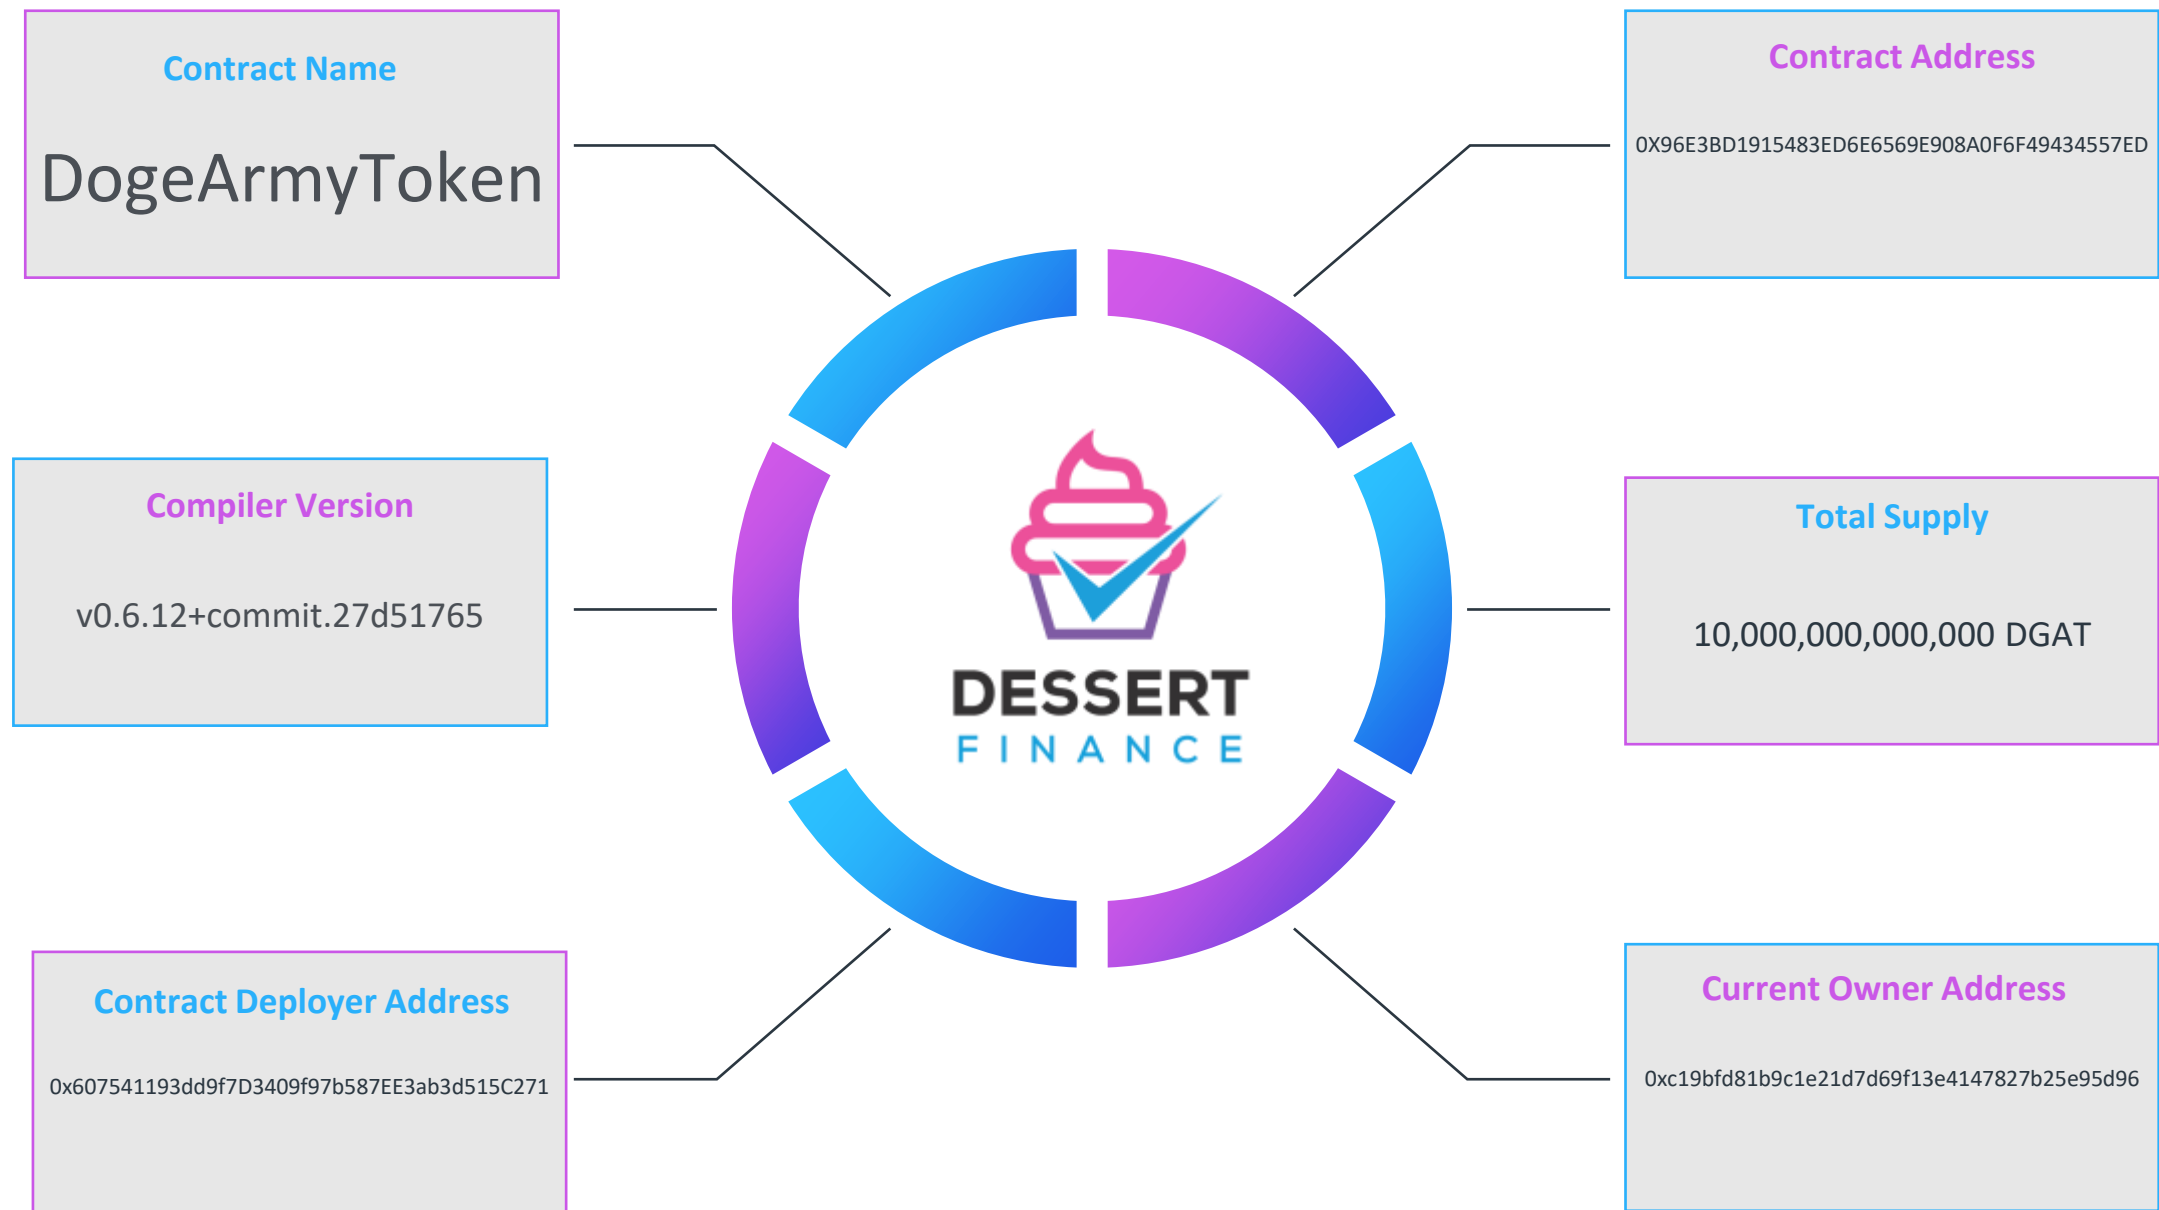 Contract Name
DogeArmyToken
Contract Address
0X96E3BD1915483ED6E6569E908A0F6F49434557ED
Compiler Version
v0.6.12+commit.27d51765
DESSERT
FINANCE
Total Supply
10,000,000,000,000 DGAT
Contract Deployer Address
0x607541193dd9f7D3409f97b587EE3ab3d515C271
Current Owner Address
0xc19bfd81b9c1e21d7d69f13e4147827b25e95d96